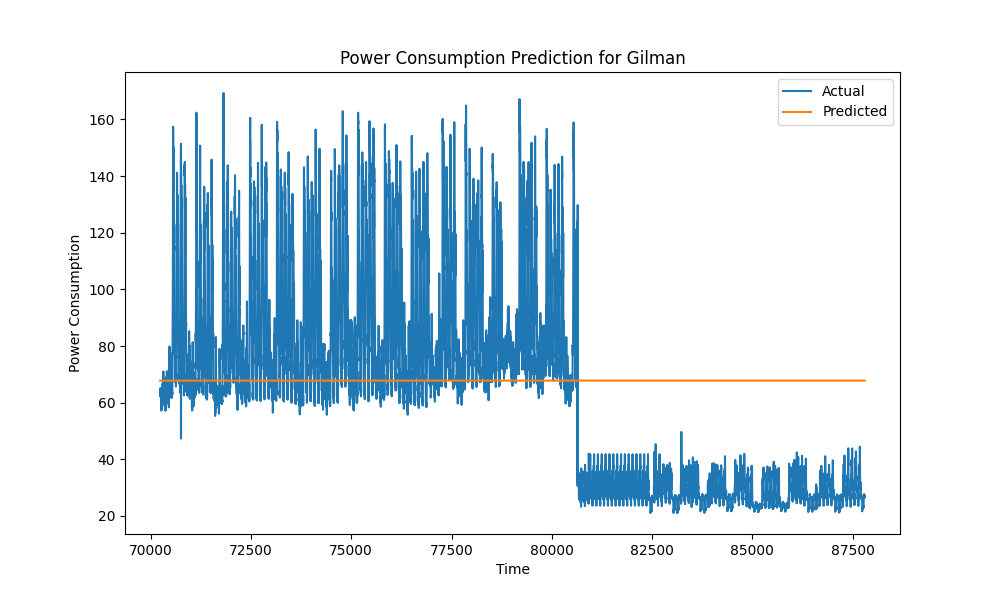 Power Consumption Prediction for Gilman
Actual
Predicted
160
140
120
100
80
60
40
20
Power Consumption
70000 72500 75000 77500 80000 82500 85000 87500
Time